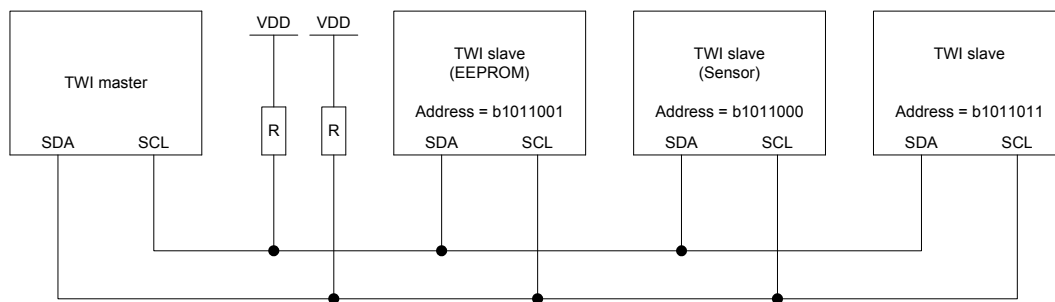 VDD VDD
TWI master
SDA SCL
R R
TWI slave
(EEPROM)
Address = b1011001
SDA SCL
TWI slave
(Sensor)
Address = b1011000
SDA SCL
TWI slave
Address = b1011011
SDA SCL